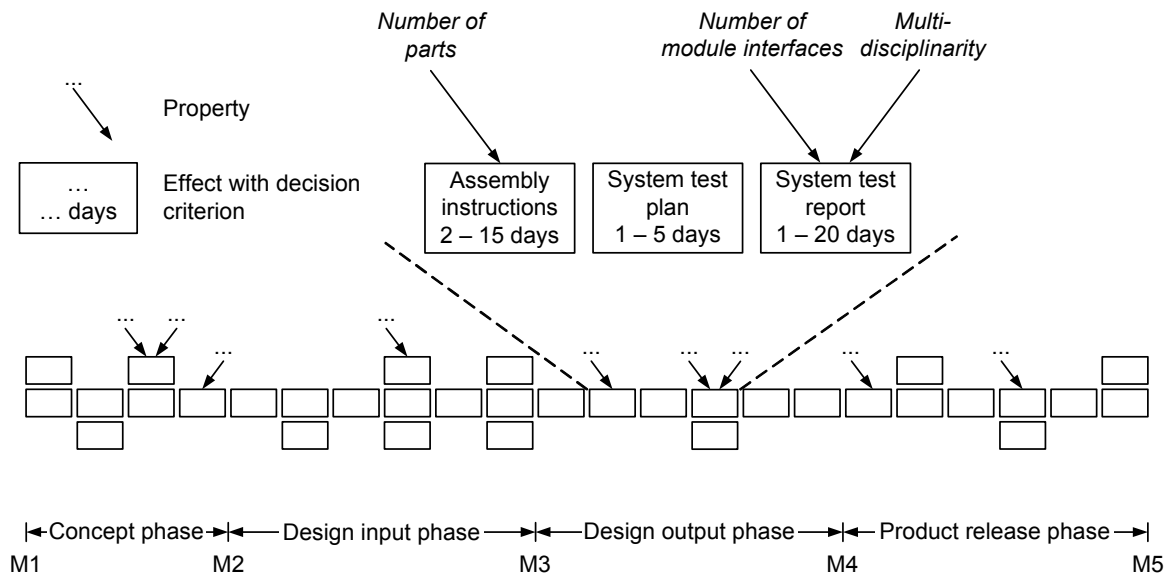 Number of
parts
Number of
module interfaces
Multi-
disciplinarity
...
Property
...
... days
Effect with decision
criterion
Assembly
instructions
2 – 15 days
System test
plan
1 – 5 days
System test
report
1 – 20 days
... ... ... ... ... ... ... ... ...
Concept phase
Design input phase
Design output phase
Product release phase
M1 M2 M3 M4 M5